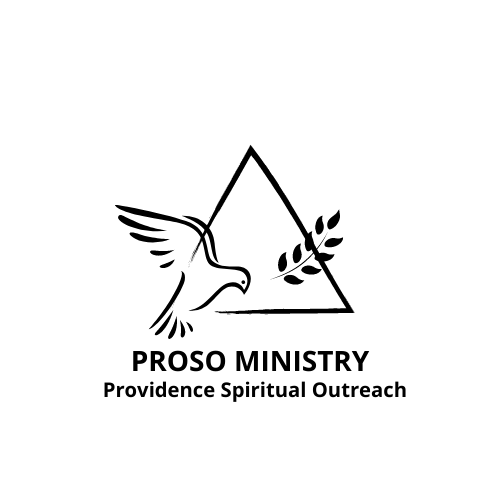 PROSO MINISTRY
Providence Spiritual Outreach